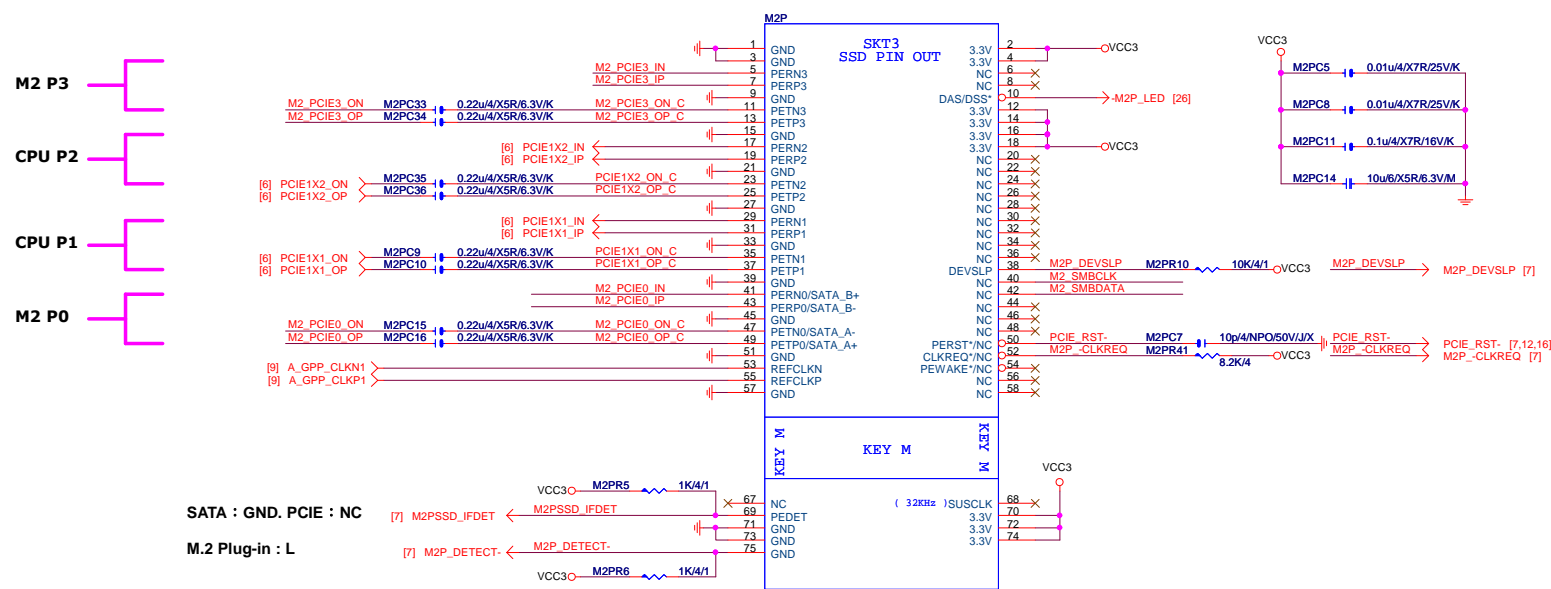 M2P
SKT3
SSD PIN OUT
M2 P3
CPU P2
CPU P1
M2 P0
1 GND
3 GND
M2_PCIE3_IN 5 PERN3
M2_PCIE3_IP 7 PERP3
9 GND
M2_PCIE3_ON M2PC33 0.22u/4/X5R/6.3V/K M2_PCIE3_ON_C 11 PETN3
M2_PCIE3_OP M2PC34 0.22u/4/X5R/6.3V/K M2_PCIE3_OP_C 13 PETP3
15 GND
[6] PCIE1X2_IN 17 PERN2
[6] PCIE1X2_IP 19 PERP2
21 GND
[6] PCIE1X2_ON M2PC35 0.22u/4/X5R/6.3V/K PCIE1X2_ON_C 23 PETN2
[6] PCIE1X2_OP M2PC36 0.22u/4/X5R/6.3V/K PCIE1X2_OP_C 25 PETP2
27 GND
[6] PCIE1X1_IN 29 PERN1
[6] PCIE1X1_IP 31 PERP1
33 GND
[6] PCIE1X1_ON M2PC9 0.22u/4/X5R/6.3V/K PCIE1X1_ON_C 35 PETN1
[6] PCIE1X1_OP M2PC10 0.22u/4/X5R/6.3V/K PCIE1X1_OP_C 37 PETP1
39 GND
M2_PCIE0_IN 41 PERN0/SATA_B+
M2_PCIE0_IP 43 PERP0/SATA_B-
45 GND
M2_PCIE0_ON M2PC15 0.22u/4/X5R/6.3V/K M2_PCIE0_ON_C 47 PETN0/SATA_A-
M2_PCIE0_OP M2PC16 0.22u/4/X5R/6.3V/K M2_PCIE0_OP_C 49 PETP0/SATA_A+
51 GND
[9] A_GPP_CLKN1 53 REFCLKN
[9] A_GPP_CLKP1 55 REFCLKP
57 GND
3.3V 2 VCC3
3.3V 4
NC 6
NC 8
DAS/DSS* 10 -M2P_LED [26]
3.3V 12
3.3V 14
3.3V 16
3.3V 18 VCC3
NC 20
NC 22
NC 24
NC 26
NC 28
NC 30
NC 32
NC 34
NC 36
DEVSLP 38 M2P_DEVSLP M2PR10 10K/4/1 VCC3 M2P_DEVSLP M2P_DEVSLP [7]
NC 40 M2_SMBCLK
NC 42 M2_SMBDATA
NC 44
NC 46
NC 48
PERST*/NC 50 PCIE_RST- M2PC7 10p/4/NPO/50V/J/X PCIE_RST- PCIE_RST- [7,12,16]
CLKREQ*/NC 52 M2P_-CLKREQ M2PR41 8.2K/4 VCC3 M2P_-CLKREQ M2P_-CLKREQ [7]
PEWAKE*/NC 54
NC 56
NC 58
VCC3
M2PC5 0.01u/4/X7R/25V/K
M2PC8 0.01u/4/X7R/25V/K
M2PC11 0.1u/4/X7R/16V/K
M2PC14 10u/6/X5R/6.3V/M
KEY M
KEY M
KEY M
VCC3 M2PR5 1K/4/1
67 NC
SATA : GND. PCIE : NC [7] M2PSSD_IFDET M2PSSD_IFDET 69 PEDET
71 GND
73 GND
M.2 Plug-in : L [7] M2P_DETECT- M2P_DETECT- 75 GND
VCC3 M2PR6 1K/4/1
VCC3
( 32KHz )SUSCLK 68
3.3V 70
3.3V 72
3.3V 74